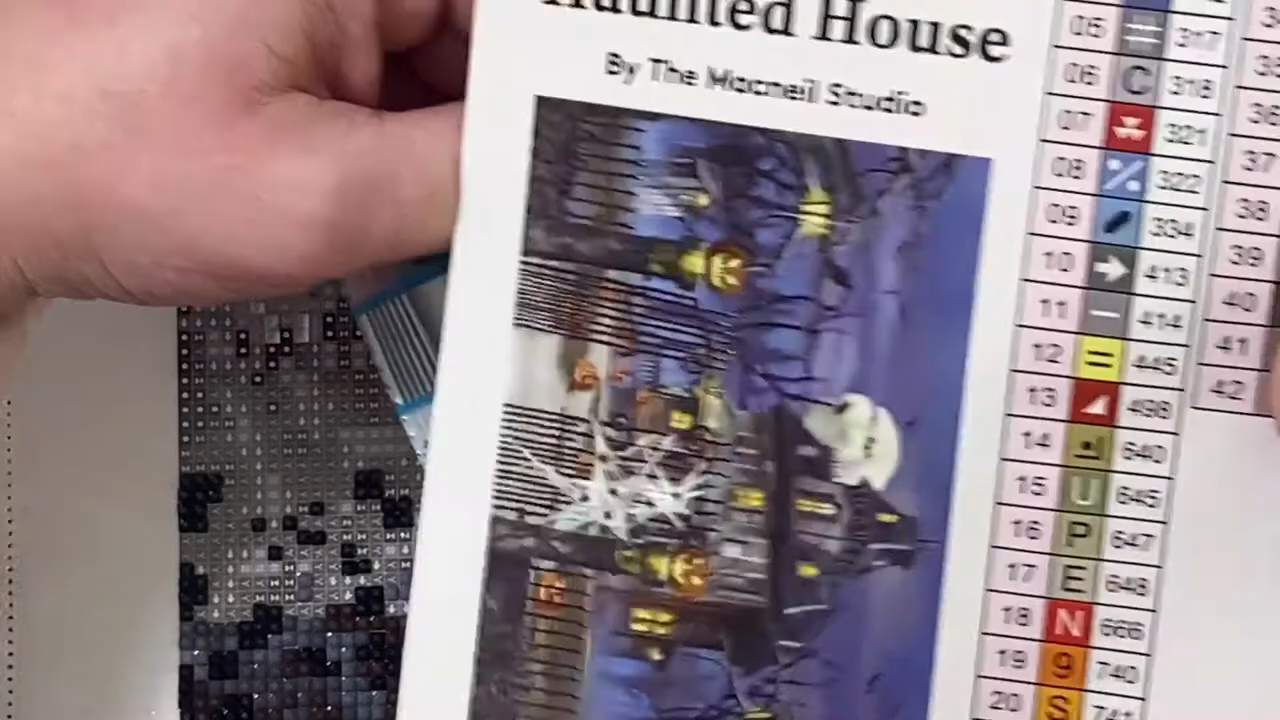 Haunted House
By The Macneil Studio
05 317
06 C 318
07 321
08 322
09 334
10 413
11 414
12 = 445
13 498
14 640
15 U 645
16 P 647
17 E 648
18 N 666
19 9 740
20 S 741
37
38
39
40
41
42